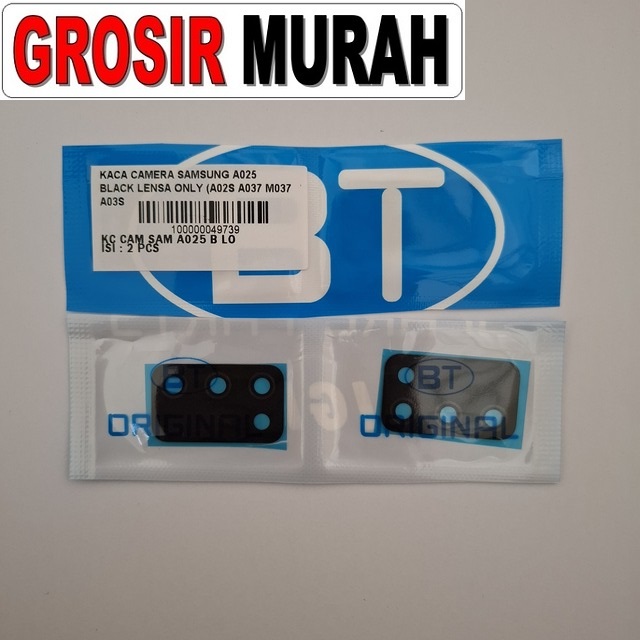 GROSIR MURAH
KACA CAMERA SAMSUNG A025
BLACK LENSA ONLY (A02S A037 M037
A03S
100000049739
KC CAM SAM A025 B LO
ISI : 2 PCS
BT
BT
ORIGINAL
BT
ORIGINAL